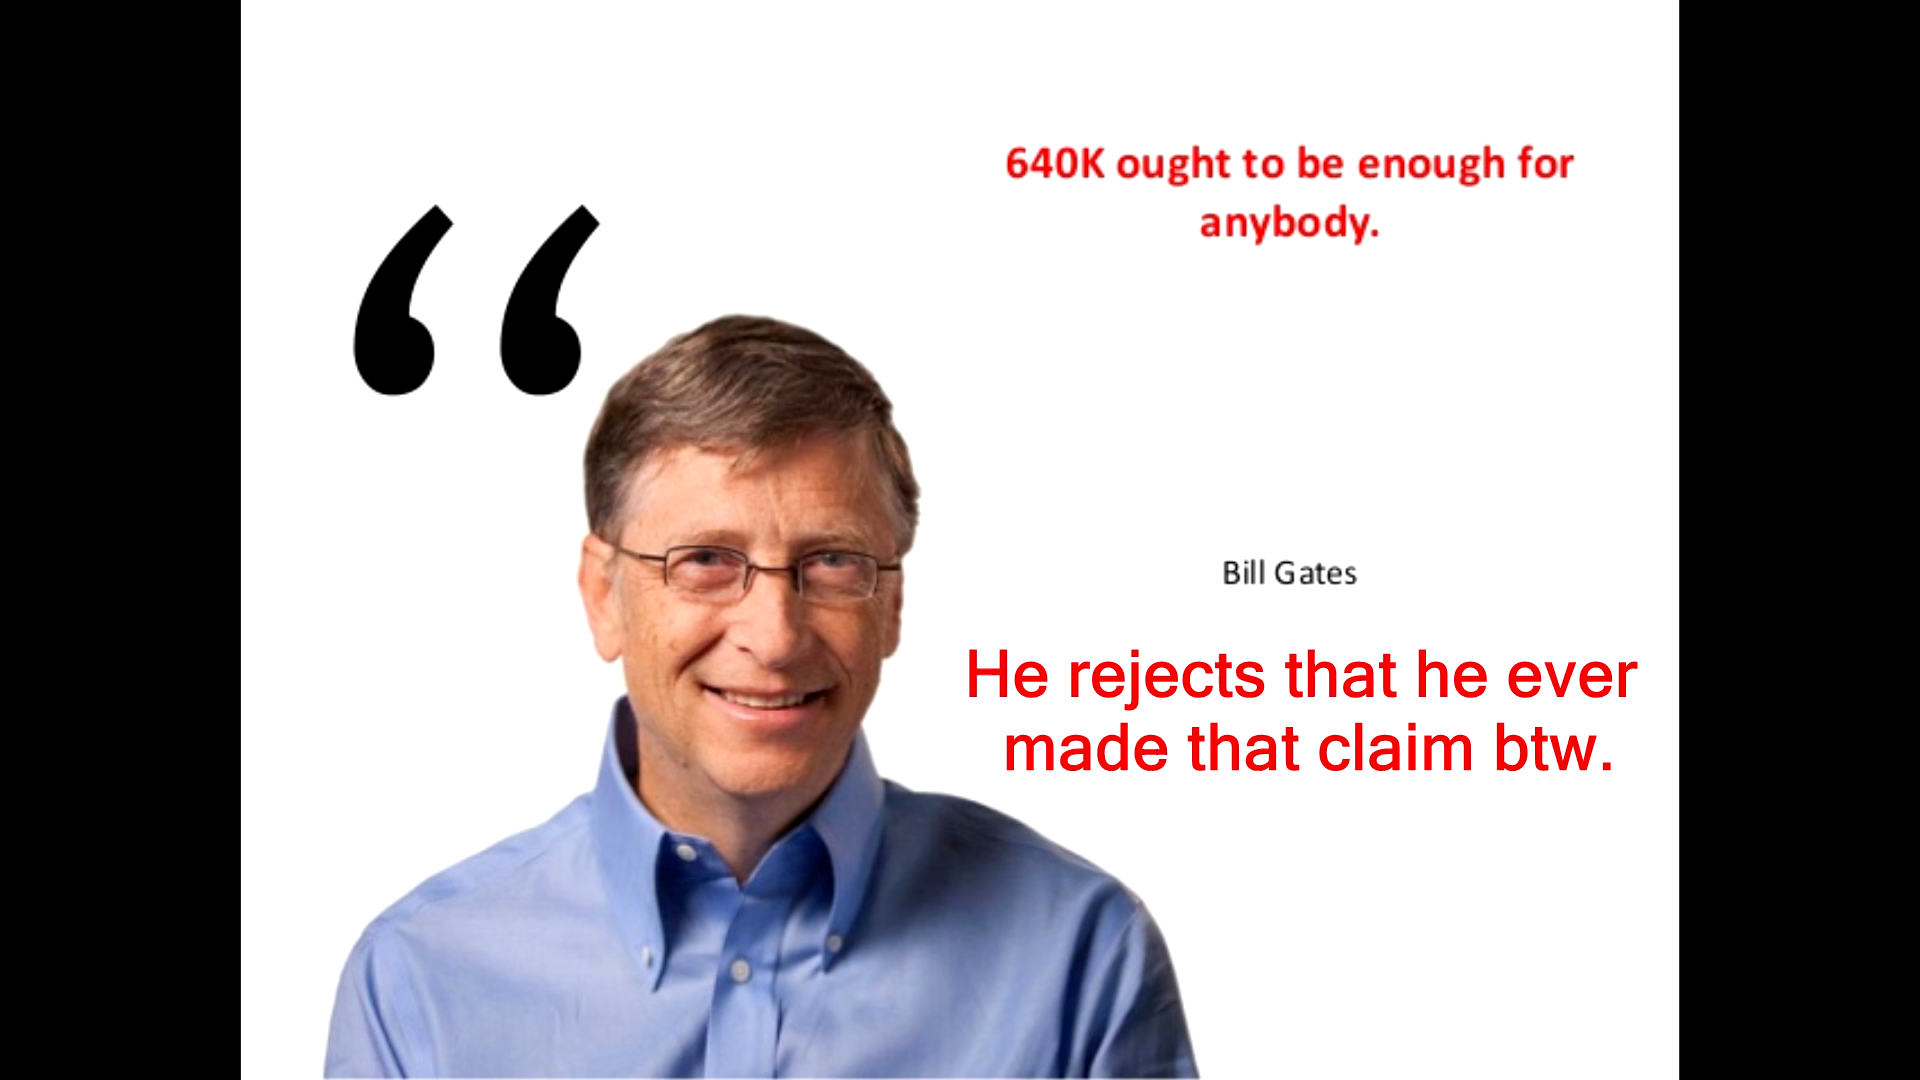 “
640K ought to be enough for
anybody.
Bill Gates
He rejects that he ever
made that claim btw.